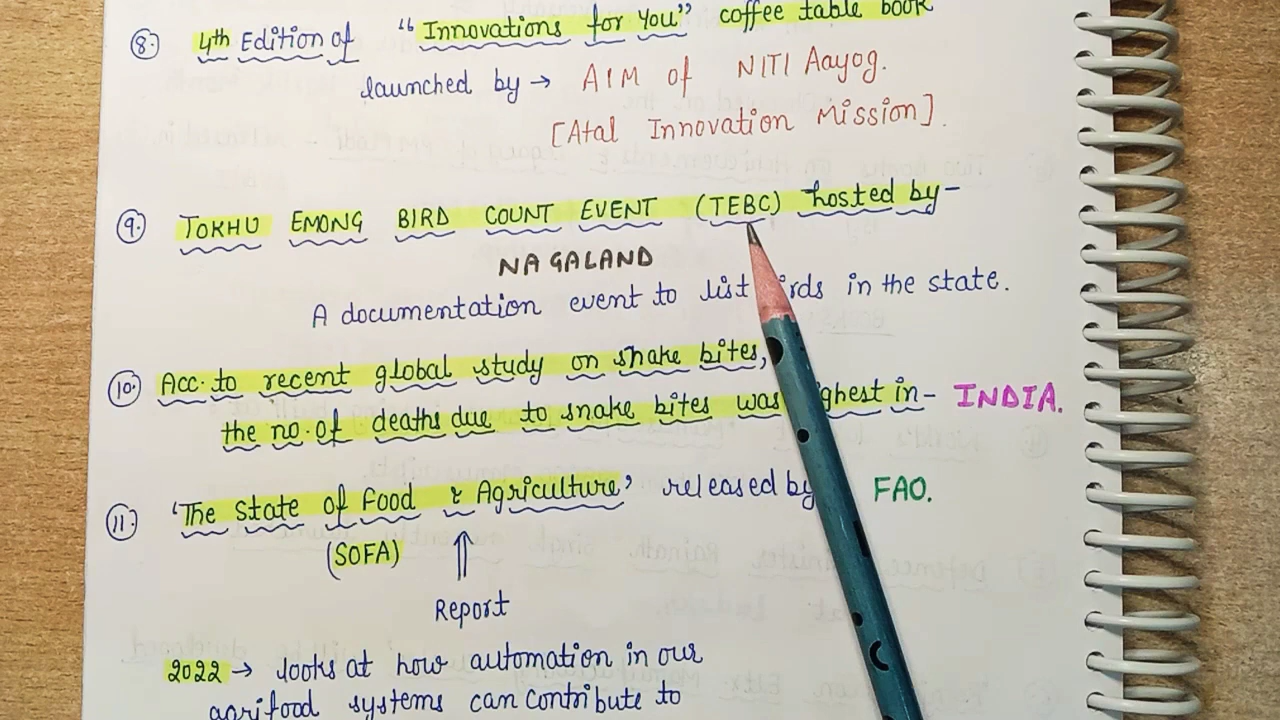 8. 4th Edition of "Innovations for You" coffee table book
launched by → AIM of NITI Aayog.
[Atal Innovation Mission].
9. TOKHU EMONG BIRD COUNT EVENT (TEBC) hosted by -
NAGALAND
A documentation event to list birds in the state.
10. Acc. to recent global study on snake bites,
the no. of deaths due to snake bites was highest in - INDIA.
11. 'The State of Food & Agriculture' released by FAO.
(SOFA)
Report
2022 → looks at how automation in our
agrifood systems can contribute to